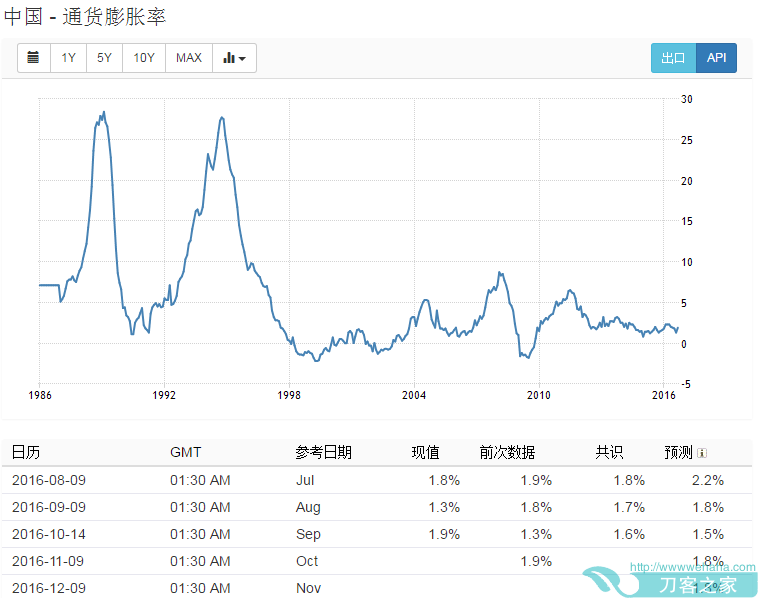 中国 - 通货膨胀率
1Y 5Y 10Y MAX 出口 API
30
25
20
15
10
5
0
-5
1986 1992 1998 2004 2010 2016
日历 GMT 参考日期 现值 前次数据 共识 预测
2016-08-09 01:30 AM Jul 1.8% 1.9% 1.8% 2.2%
2016-09-09 01:30 AM Aug 1.3% 1.8% 1.7% 1.8%
2016-10-14 01:30 AM Sep 1.9% 1.3% 1.6% 1.5%
2016-11-09 01:30 AM Oct 1.9% 1.8%
2016-12-09 01:30 AM Nov
刀客之家